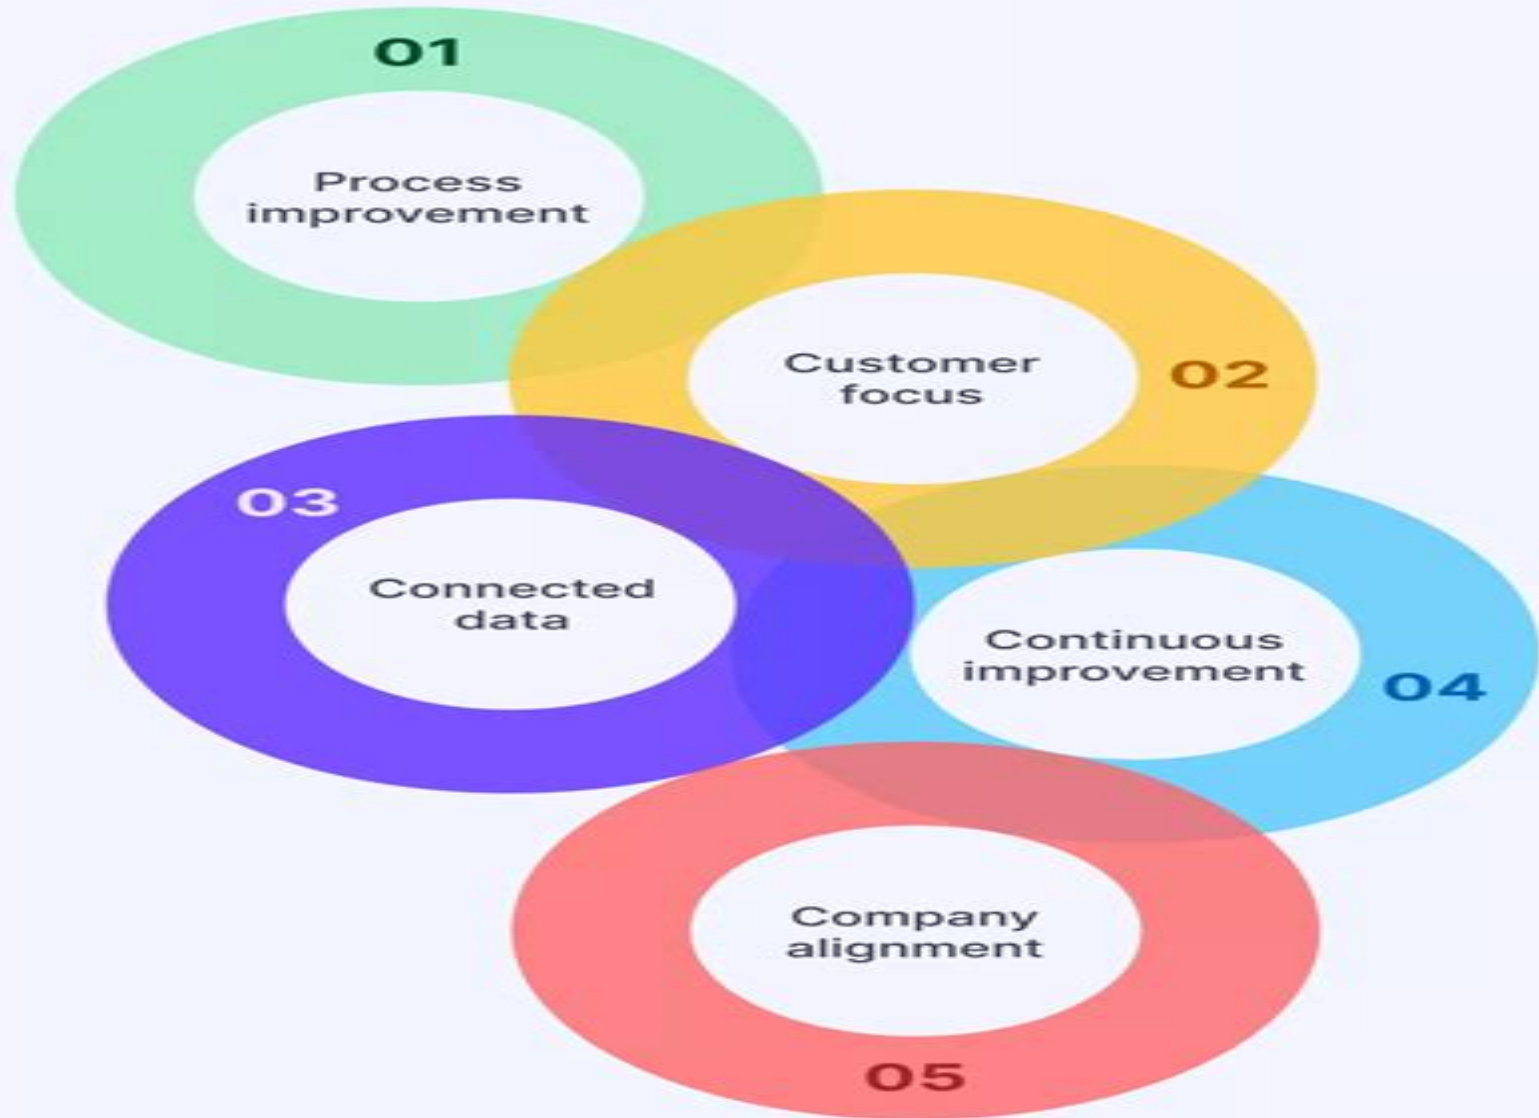 01
Process
improvement
Customer
focus
02
03
Connected
data
Continuous
improvement
04
Company
alignment
05